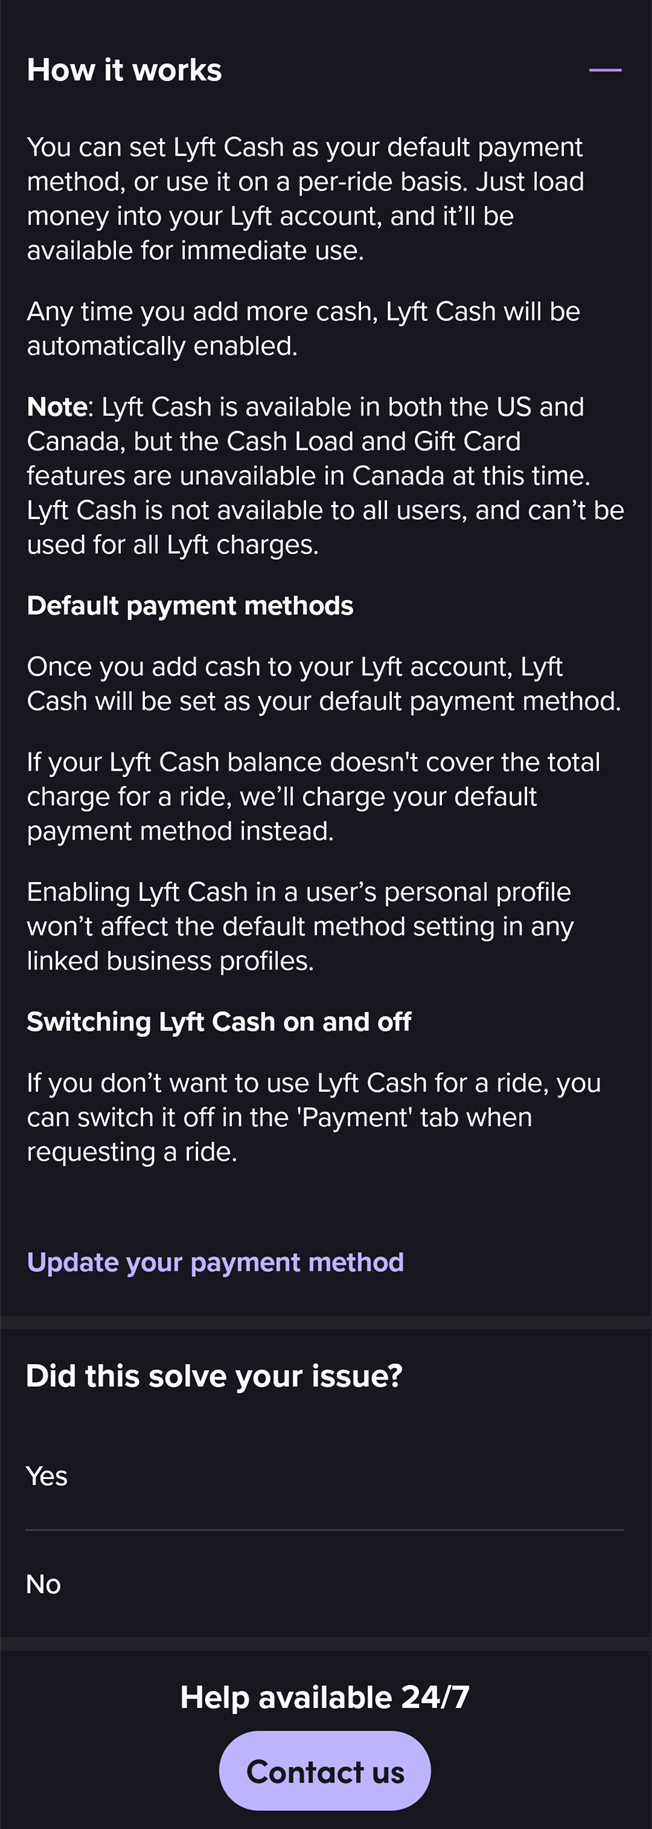 How it works
You can set Lyft Cash as your default payment
method, or use it on a per-ride basis. Just load
money into your Lyft account, and it’ll be
available for immediate use.
Any time you add more cash, Lyft Cash will be
automatically enabled.
Note: Lyft Cash is available in both the US and
Canada, but the Cash Load and Gift Card
features are unavailable in Canada at this time.
Lyft Cash is not available to all users, and can’t be
used for all Lyft charges.
Default payment methods
Once you add cash to your Lyft account, Lyft
Cash will be set as your default payment method.
If your Lyft Cash balance doesn't cover the total
charge for a ride, we’ll charge your default
payment method instead.
Enabling Lyft Cash in a user’s personal profile
won’t affect the default method setting in any
linked business profiles.
Switching Lyft Cash on and off
If you don’t want to use Lyft Cash for a ride, you
can switch it off in the 'Payment' tab when
requesting a ride.
Update your payment method
Did this solve your issue?
Yes
No
Help available 24/7
Contact us